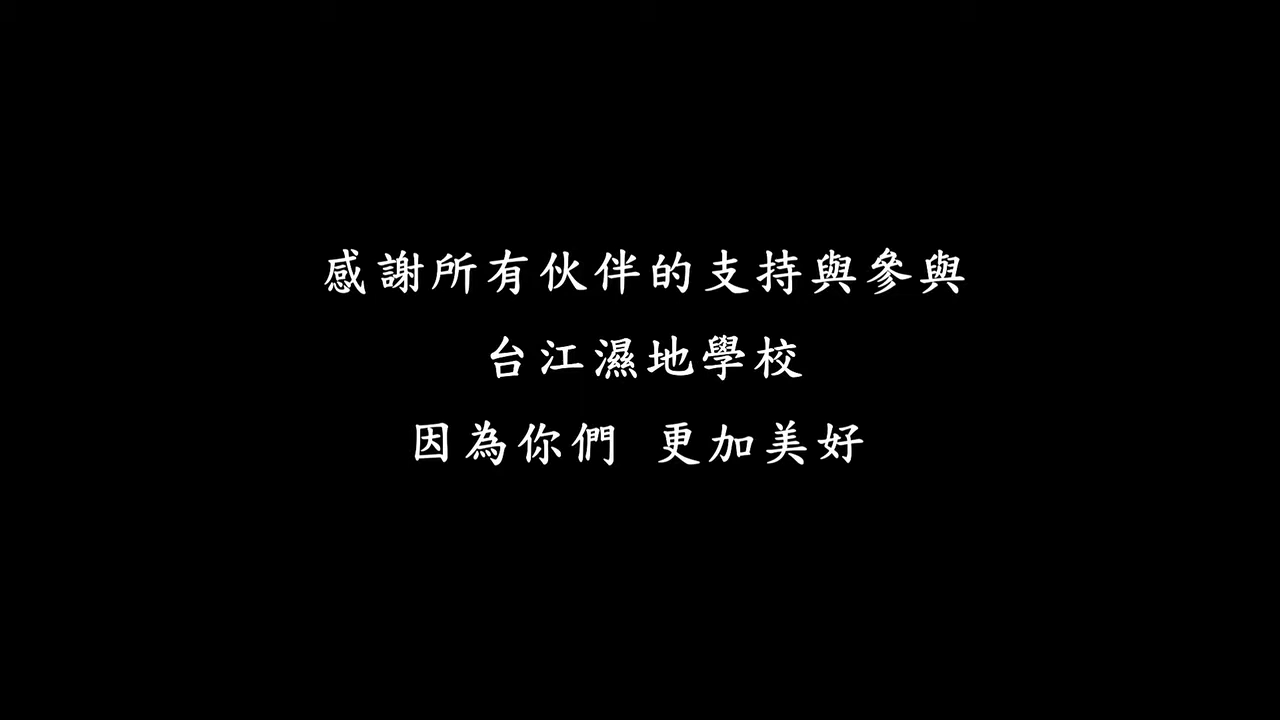 感謝所有伙伴的支持與參與
台江濕地學校
因為你們 更加美好